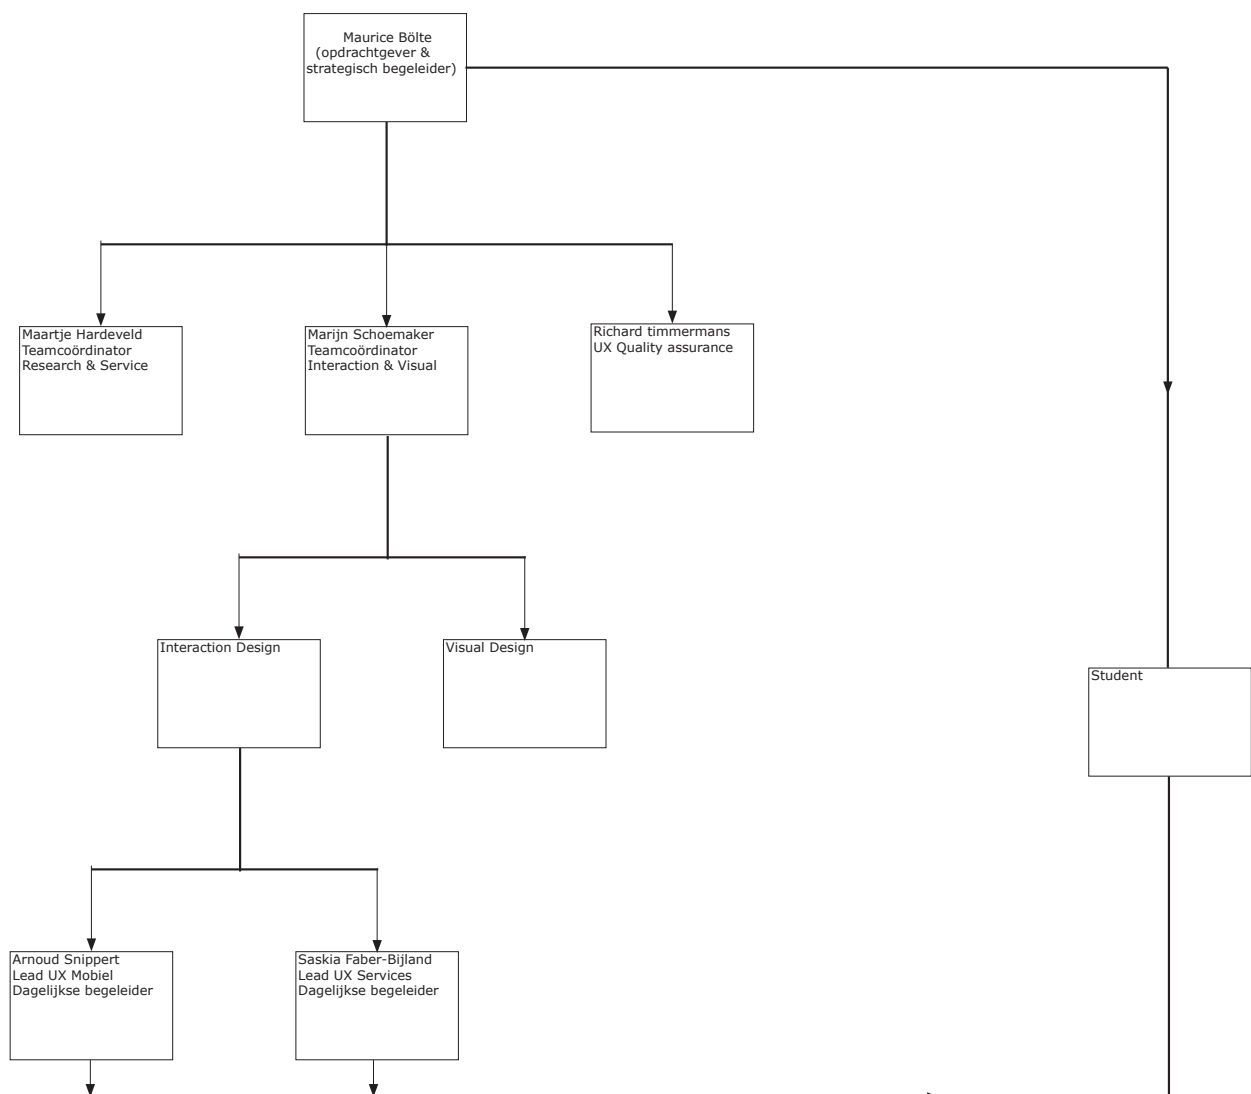 Maurice Bölte
(opdrachtgever &
strategisch begeleider)
Maartje Hardeveld
Teamcoördinator
Research & Service
Marijn Schoemaker
Teamcoördinator
Interaction & Visual
Richard timmermans
UX Quality assurance
Interaction Design
Visual Design
Student
Arnoud Snippert
Lead UX Mobiel
Dagelijkse begeleider
Saskia Faber-Bijland
Lead UX Services
Dagelijkse begeleider